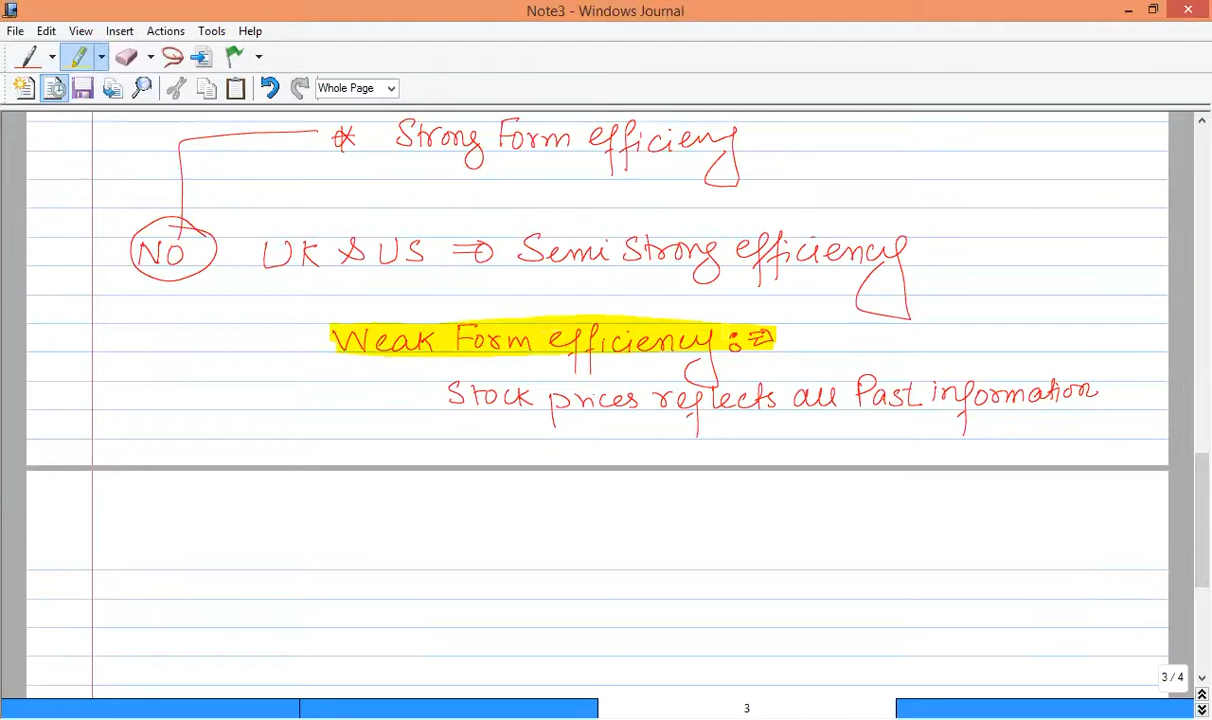 Note3 - Windows Journal
File Edit View Insert Actions Tools Help
Whole Page
* Strong Form efficieny
NO UK & US ⇒ Semi Strong efficiency
Weak Form efficiency :⇒
Stock prices reflects all Past information
3 / 4
3